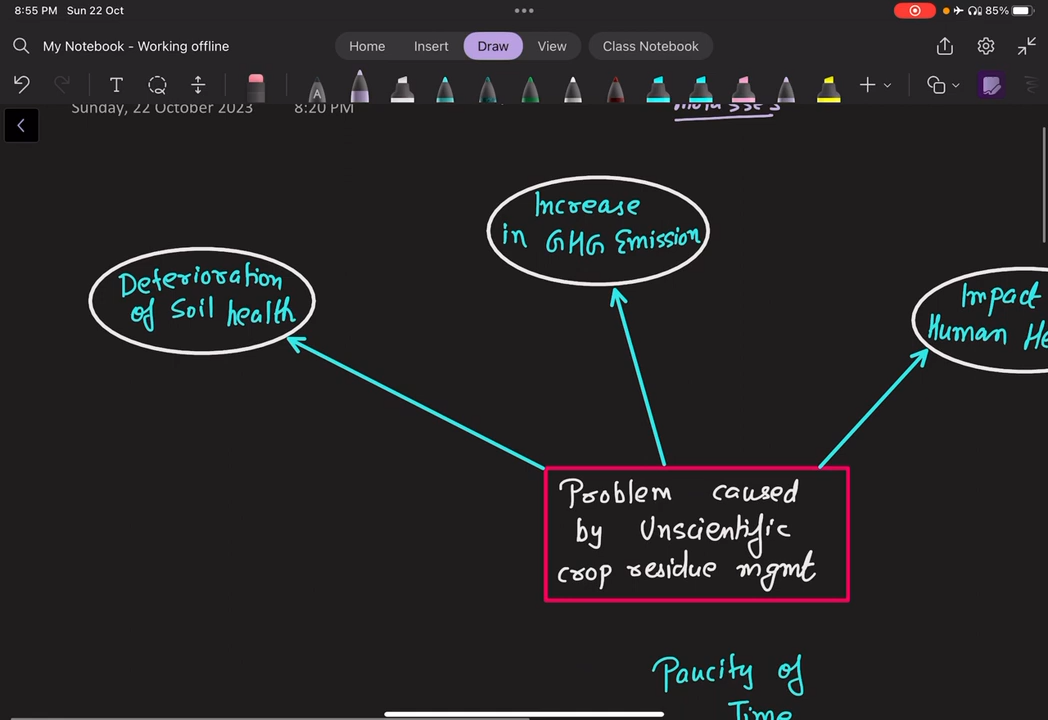 8:55 PM Sun 22 Oct
85%
My Notebook - Working offline
Home Insert Draw View Class Notebook
T A
Sunday, 22 October 2023 8:20 PM
Increase
in GHG Emission
Deterioration
of Soil health
Impact
Human He
Problem caused
by Unscientific
crop residue mgmt
Paucity of
Time